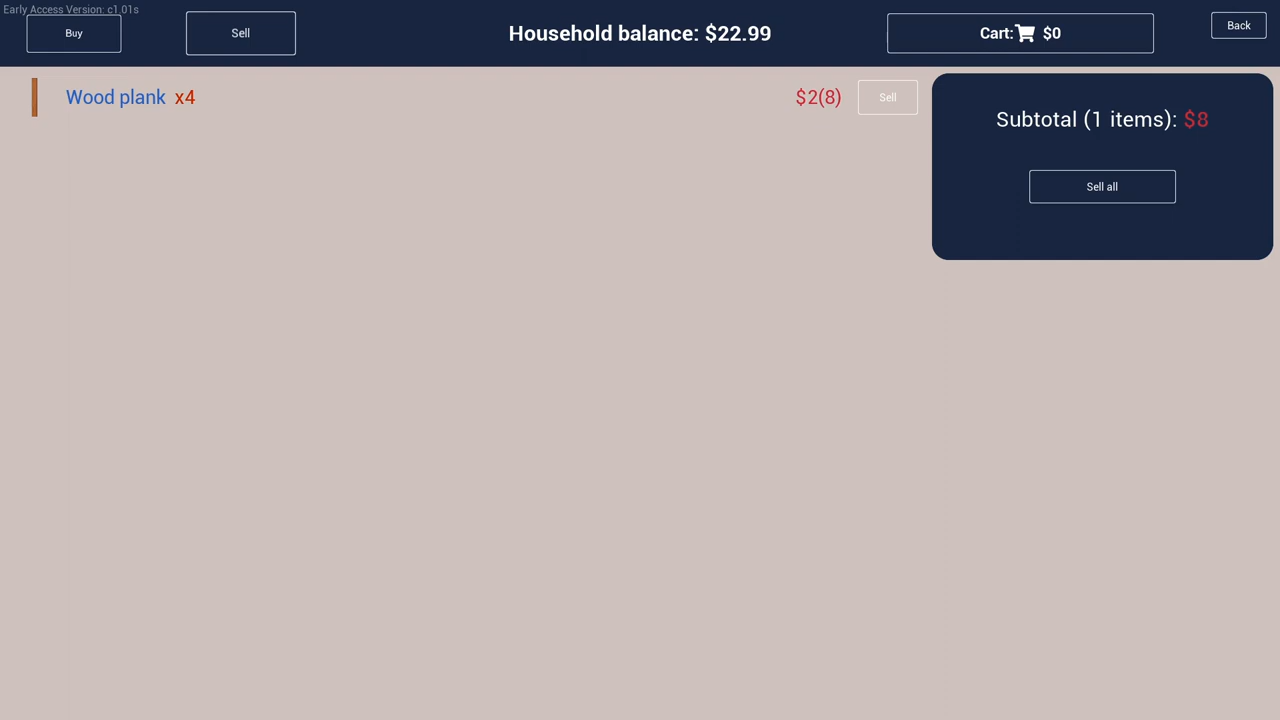 Early Access Version: c1.01s
Buy
Sell
Household balance: $22.99
Cart: $0
Back
Wood plank x4
$2(8)
Sell
Subtotal (1 items): $8
Sell all